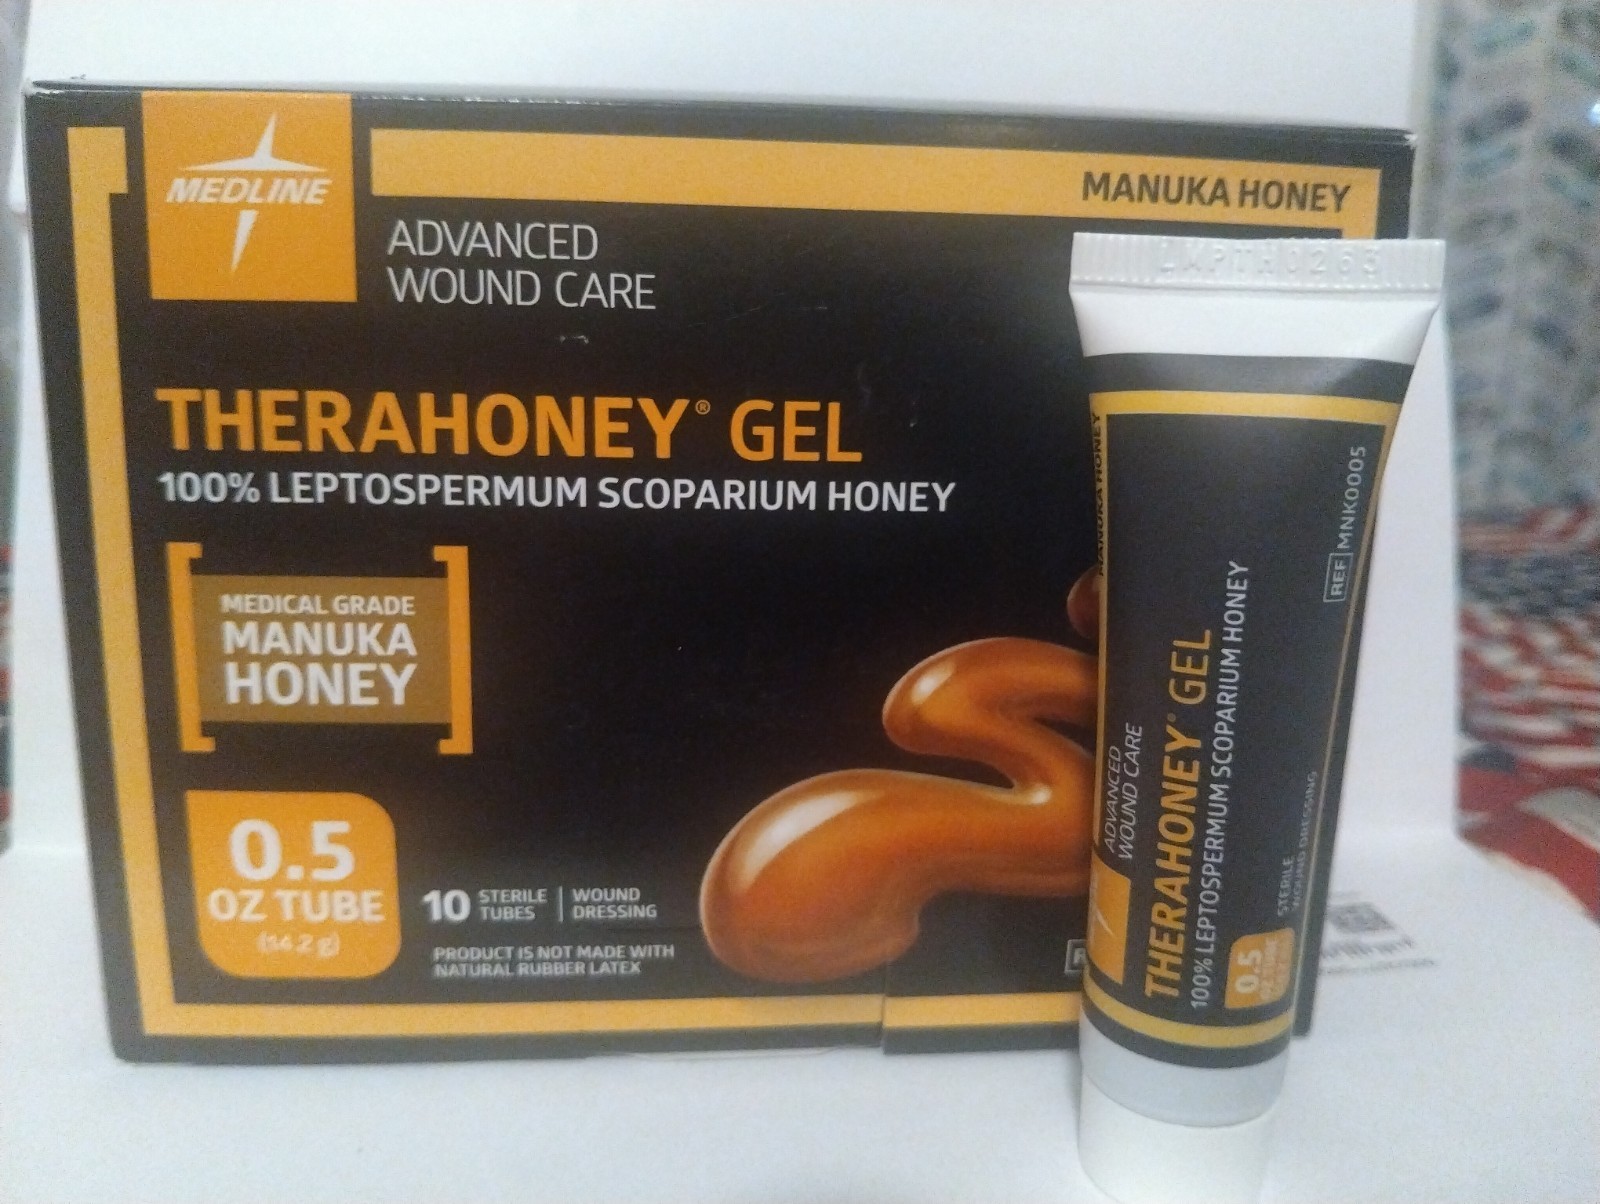 MEDLINE
MANUKA HONEY
ADVANCED
WOUND CARE
THERAHONEY® GEL
100% LEPTOSPERMUM SCOPARIUM HONEY
MEDICAL GRADE
MANUKA
HONEY
0.5
OZ TUBE
(14.2 g)
10 STERILE TUBES | WOUND DRESSING
PRODUCT IS NOT MADE WITH
NATURAL RUBBER LATEX
MANUKA HONEY
ADVANCED
WOUND CARE
THERAHONEY® GEL
100% LEPTOSPERMUM SCOPARIUM HONEY
0.5
OZ TUBE
STERILE
WOUND DRESSING
REF MNK0005